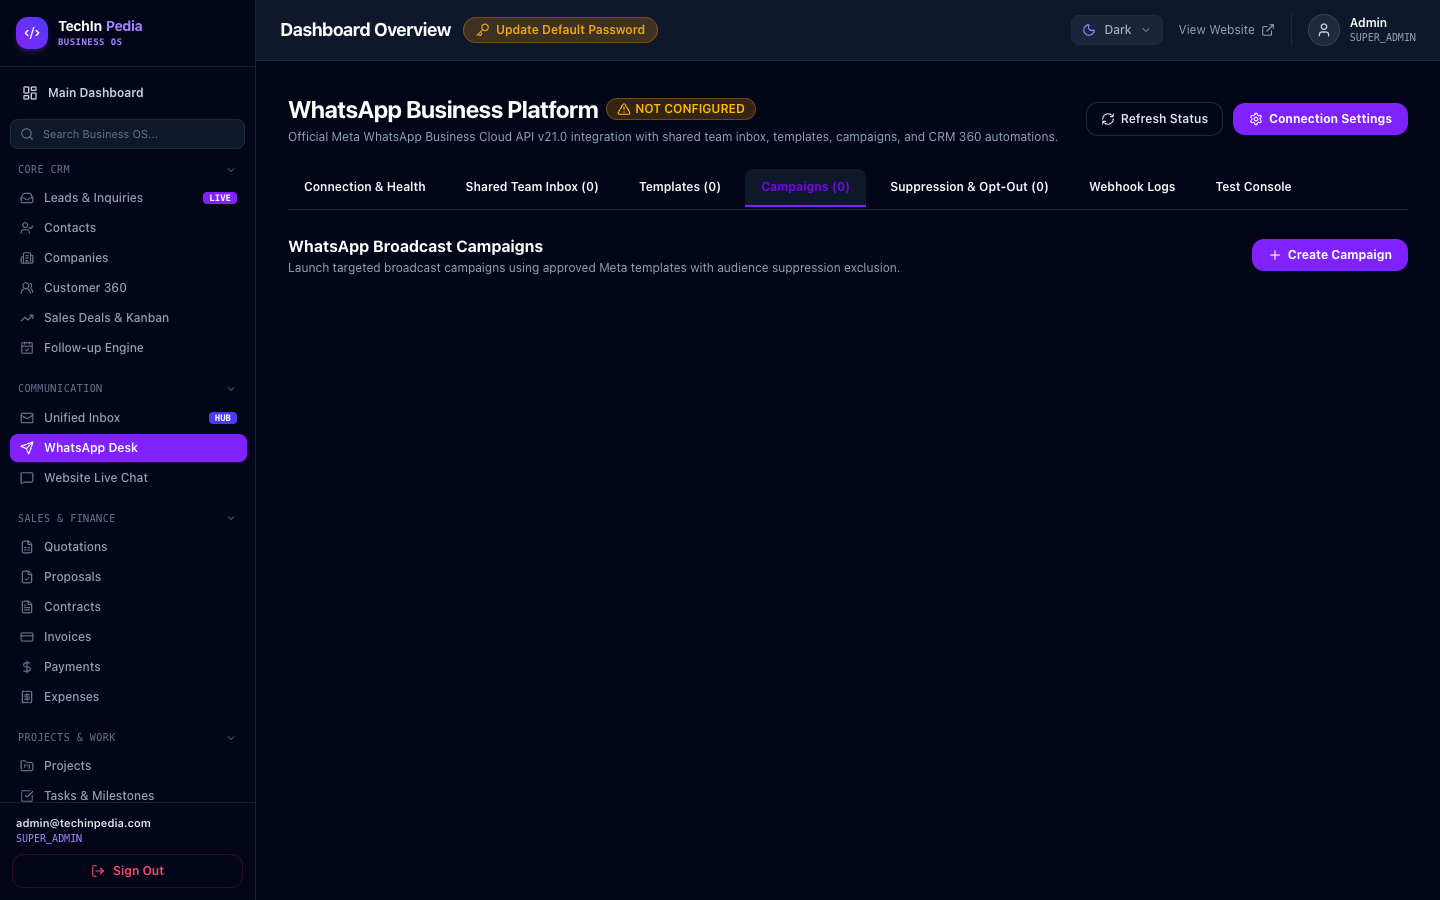 TechIn Pedia
BUSINESS OS
Main Dashboard
Search Business OS...
CORE CRM
Leads & Inquiries
LIVE
Contacts
Companies
Customer 360
Sales Deals & Kanban
Follow-up Engine
COMMUNICATION
Unified Inbox
HUB
WhatsApp Desk
Website Live Chat
SALES & FINANCE
Quotations
Proposals
Contracts
Invoices
Payments
Expenses
PROJECTS & WORK
Projects
Tasks & Milestones
admin@techinpedia.com
SUPER_ADMIN
Sign Out
Dashboard Overview
Update Default Password
Dark
View Website
Admin
SUPER_ADMIN
WhatsApp Business Platform
NOT CONFIGURED
Official Meta WhatsApp Business Cloud API v21.0 integration with shared team inbox, templates, campaigns, and CRM 360 automations.
Refresh Status
Connection Settings
Connection & Health
Shared Team Inbox (0)
Templates (0)
Campaigns (0)
Suppression & Opt-Out (0)
Webhook Logs
Test Console
WhatsApp Broadcast Campaigns
Launch targeted broadcast campaigns using approved Meta templates with audience suppression exclusion.
Create Campaign